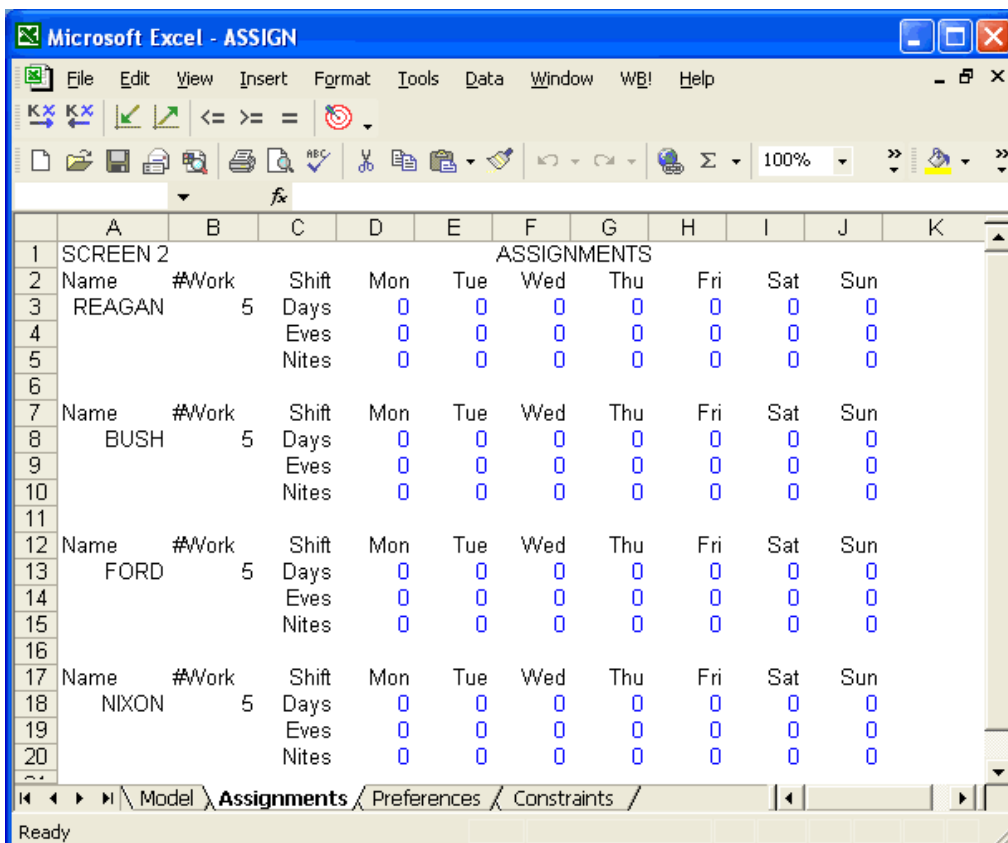 Microsoft Excel - ASSIGN
File Edit View Insert Format Tools Data Window WB! Help
<= >= =
ABC Σ 100%
fx
A B C D E F G H I J K
1 SCREEN 2 ASSIGNMENTS
2 Name #Work Shift Mon Tue Wed Thu Fri Sat Sun
3 REAGAN 5 Days 0 0 0 0 0 0 0
4 Eves 0 0 0 0 0 0 0
5 Nites 0 0 0 0 0 0 0
6
7 Name #Work Shift Mon Tue Wed Thu Fri Sat Sun
8 BUSH 5 Days 0 0 0 0 0 0 0
9 Eves 0 0 0 0 0 0 0
10 Nites 0 0 0 0 0 0 0
11
12 Name #Work Shift Mon Tue Wed Thu Fri Sat Sun
13 FORD 5 Days 0 0 0 0 0 0 0
14 Eves 0 0 0 0 0 0 0
15 Nites 0 0 0 0 0 0 0
16
17 Name #Work Shift Mon Tue Wed Thu Fri Sat Sun
18 NIXON 5 Days 0 0 0 0 0 0 0
19 Eves 0 0 0 0 0 0 0
20 Nites 0 0 0 0 0 0 0
Model Assignments Preferences Constraints
Ready